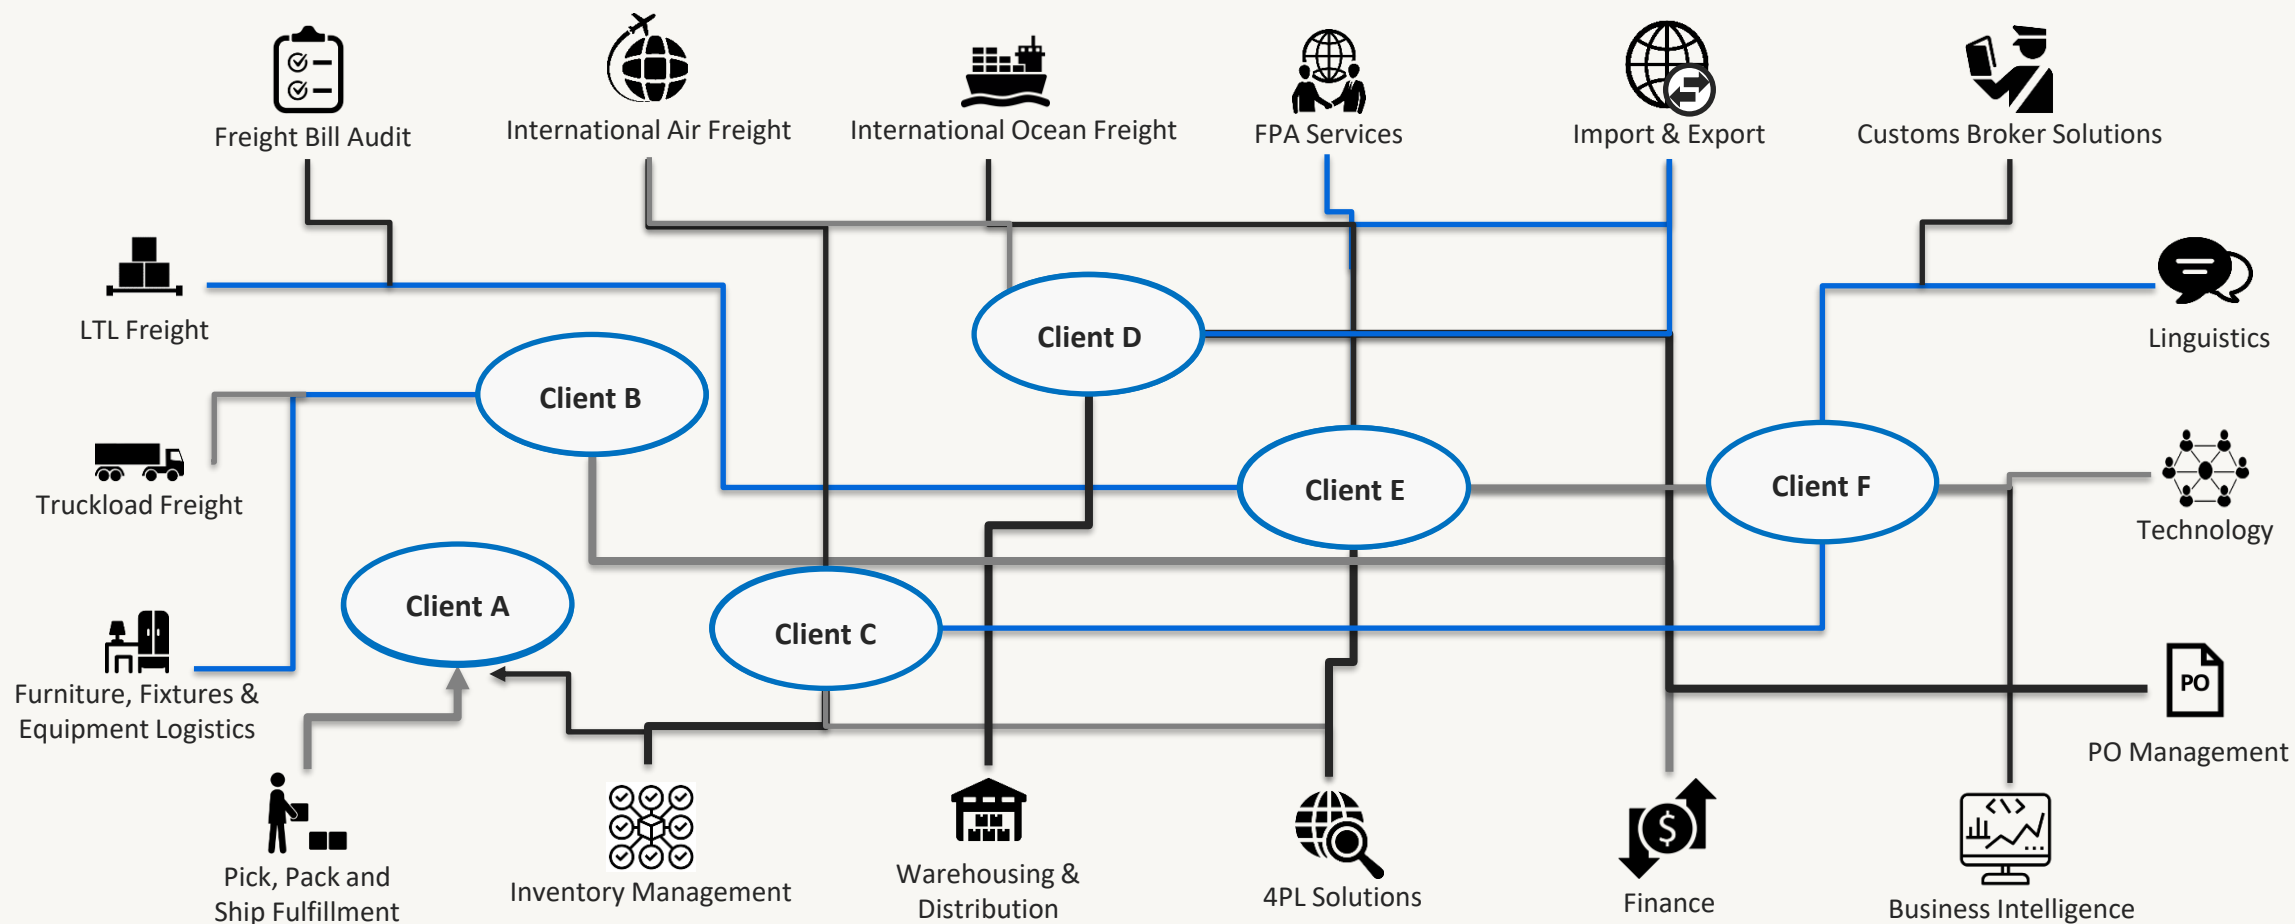 Freight Bill Audit
International Air Freight
International Ocean Freight
FPA Services
Import & Export
Customs Broker Solutions
LTL Freight
Client D
Linguistics
Client B
Truckload Freight
Client E
Client F
Technology
Client A
Client C
Furniture, Fixtures &
Equipment Logistics
PO
PO Management
Pick, Pack and
Ship Fulfillment
Inventory Management
Warehousing &
Distribution
4PL Solutions
$
Finance
</>
Business Intelligence